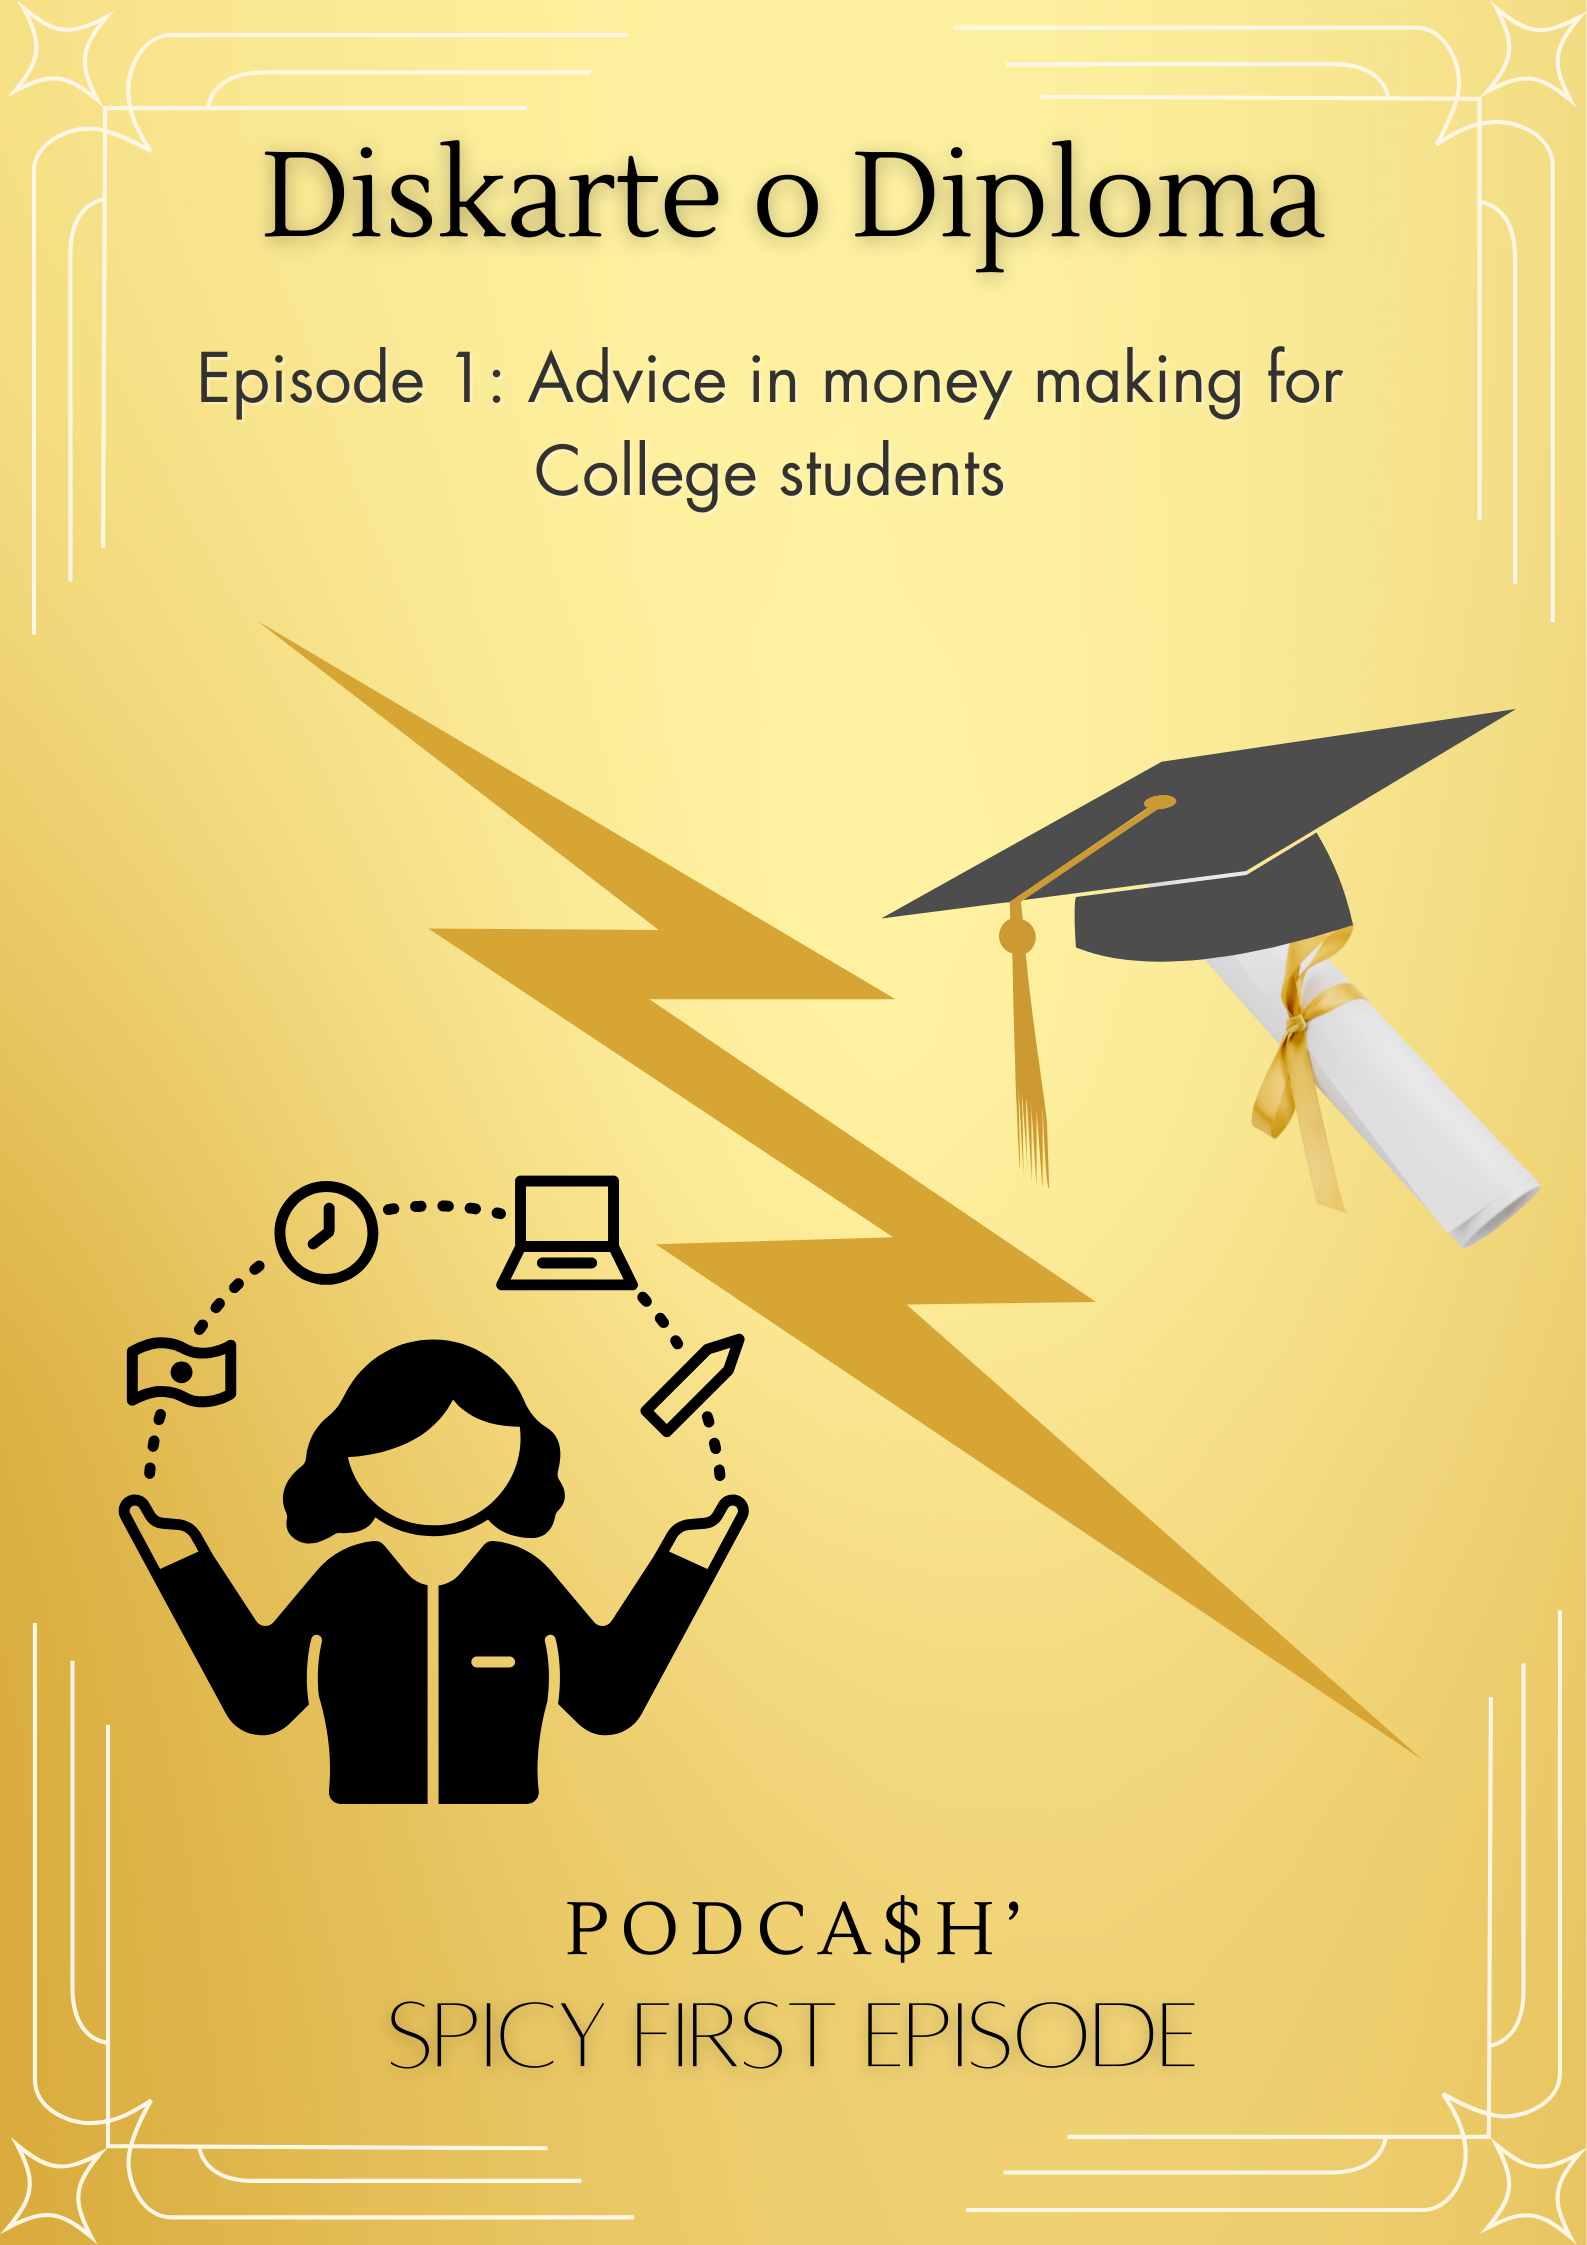 Diskarte o Diploma
Episode 1: Advice in money making for
College students
PODCA$H’
SPICY FIRST EPISODE